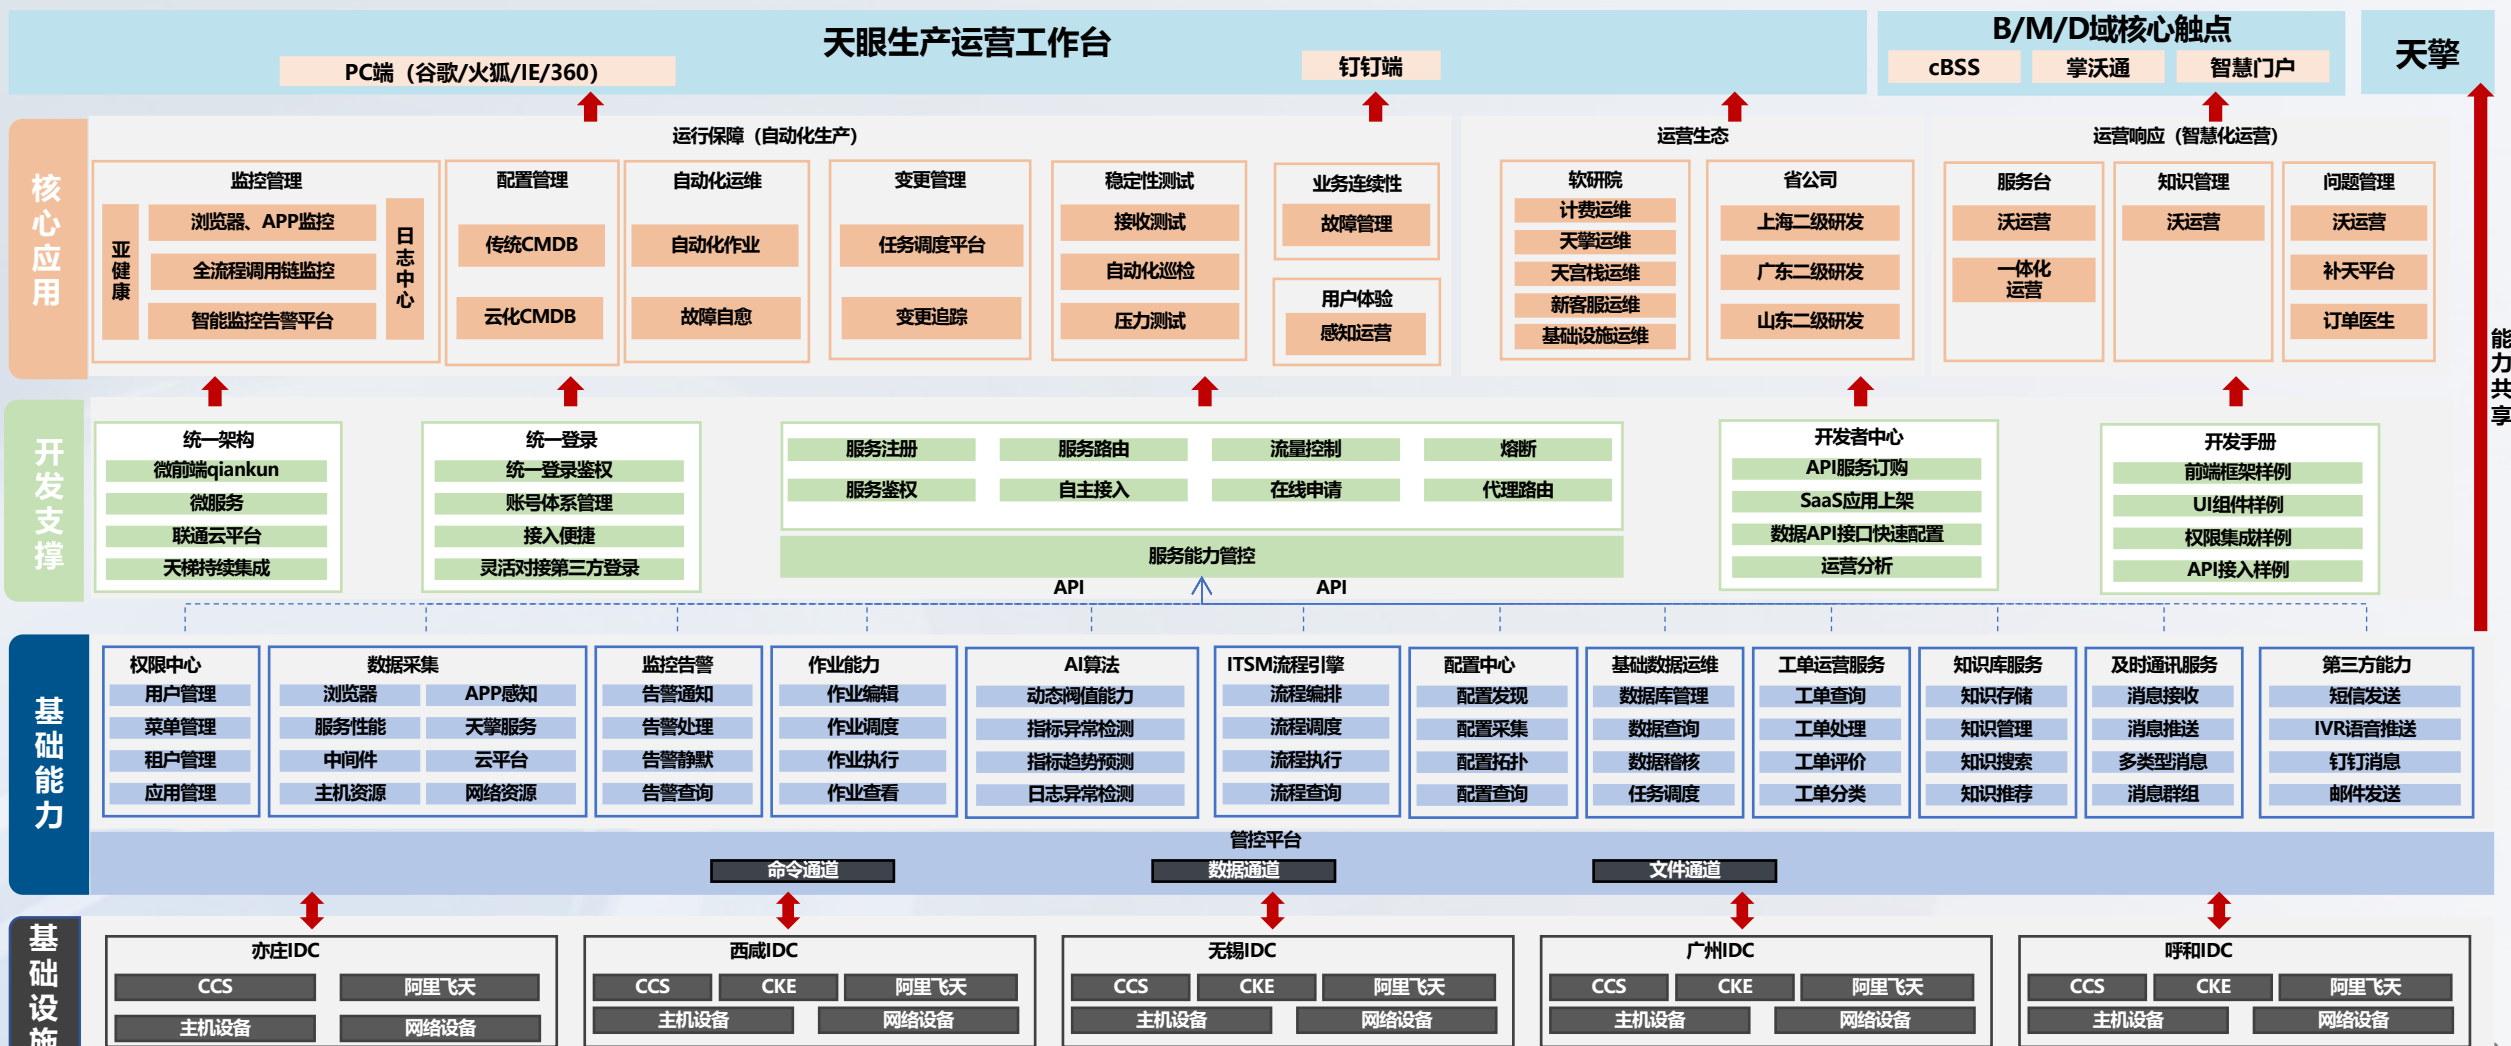 天眼生产运营工作台
PC端（谷歌/火狐/IE/360）
钉钉端
B/M/D域核心触点
cBSS
掌沃通
智慧门户
天擎
核心应用
运行保障（自动化生产）
监控管理
亚健康
浏览器、APP监控
全流程调用链监控
智能监控告警平台
日志中心
配置管理
传统CMDB
云化CMDB
自动化运维
自动化作业
故障自愈
变更管理
任务调度平台
变更追踪
稳定性测试
接收测试
自动化巡检
压力测试
业务连续性
故障管理
用户体验
感知运营
运营生态
软研院
计费运维
天擎运维
天宫栈运维
新客服运维
基础设施运维
省公司
上海二级研发
广东二级研发
山东二级研发
运营响应（智慧化运营）
服务台
沃运营
一体化
运营
知识管理
沃运营
问题管理
沃运营
补天平台
订单医生
能力共享
开发支撑
统一架构
微前端qiankun
微服务
联通云平台
天梯持续集成
统一登录
统一登录鉴权
账号体系管理
接入便捷
灵活对接第三方登录
服务注册
服务路由
流量控制
熔断
服务鉴权
自主接入
在线申请
代理路由
服务能力管控
API
API
开发者中心
API服务订购
SaaS应用上架
数据API接口快速配置
运营分析
开发手册
前端框架样例
UI组件样例
权限集成样例
API接入样例
基础能力
权限中心
用户管理
菜单管理
租户管理
应用管理
数据采集
浏览器
APP感知
服务性能
天擎服务
中间件
云平台
主机资源
网络资源
监控告警
告警通知
告警处理
告警静默
告警查询
作业能力
作业编辑
作业调度
作业执行
作业查看
AI算法
动态阀值能力
指标异常检测
指标趋势预测
日志异常检测
ITSM流程引擎
流程编排
流程调度
流程执行
流程查询
配置中心
配置发现
配置采集
配置拓扑
配置查询
基础数据运维
数据库管理
数据查询
数据稽核
任务调度
工单运营服务
工单查询
工单处理
工单评价
工单分类
知识库服务
知识存储
知识管理
知识搜索
知识推荐
及时通讯服务
消息接收
消息推送
多类型消息
消息群组
第三方能力
短信发送
IVR语音推送
钉钉消息
邮件发送
管控平台
命令通道
数据通道
文件通道
基础设施
亦庄IDC
CCS
阿里飞天
主机设备
网络设备
西咸IDC
CCS
CKE
阿里飞天
主机设备
网络设备
无锡IDC
CCS
CKE
阿里飞天
主机设备
网络设备
广州IDC
CCS
CKE
阿里飞天
主机设备
网络设备
呼和IDC
CCS
CKE
阿里飞天
主机设备
网络设备